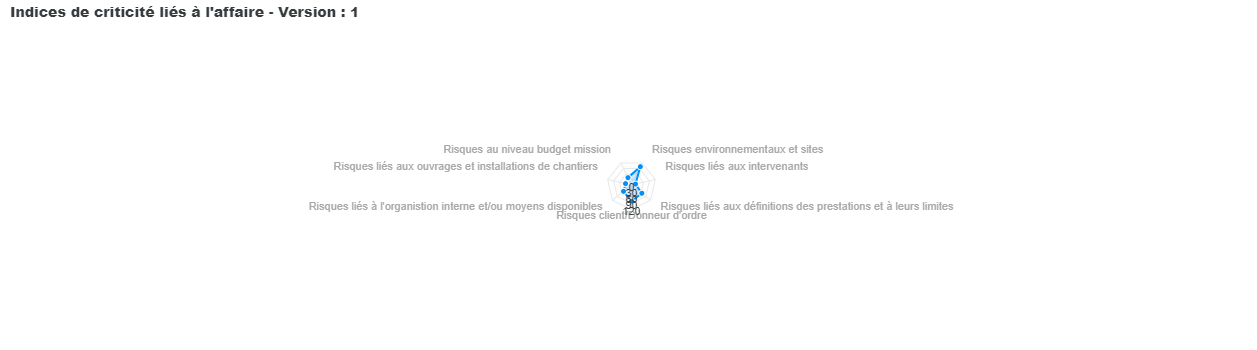 Indices de criticité liés à l'affaire - Version : 1
Risques au niveau budget mission
Risques environnementaux et sites
Risques liés aux ouvrages et installations de chantiers
Risques liés aux intervenants
0
30
60
90
120
Risques liés à l'organistion interne et/ou moyens disponibles
Risques liés aux définitions des prestations et à leurs limites
Risques client/Donneur d'ordre